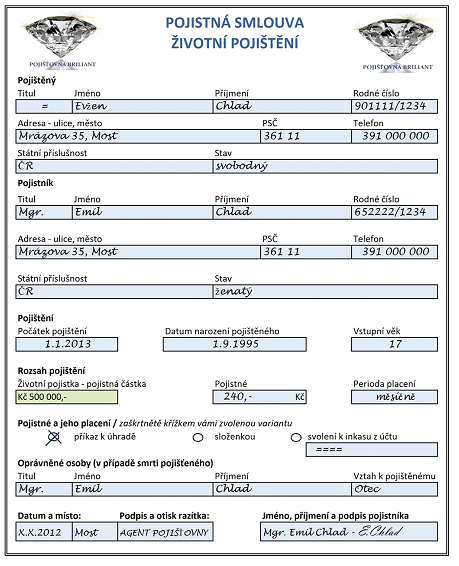 POJISTNÁ SMLOUVA
ŽIVOTNÍ POJIŠTĚNÍ
POJIŠŤOVNA BRILIANT POJIŠŤOVNA BRILIANT
Pojištěný
Titul Jméno Příjmení Rodné číslo
= Evžen Chlad 901111/1234
Adresa - ulice, město PSČ Telefon
Mrázova 35, Most 361 11 391 000 000
Státní příslušnost Stav
ČR svobodný
Pojistník
Titul Jméno Příjmení Rodné číslo
Mgr. Emil Chlad 652222/1234
Adresa - ulice, město PSČ Telefon
Mrázova 35, Most 361 11 391 000 000
Státní příslušnost Stav
ČR ženatý
Pojištění
Počátek pojištění Datum narození pojištěného Vstupní věk
1.1.2013 1.9.1995 17
Rozsah pojištění
Životní pojistka - pojistná částka Pojistné Perioda placení
Kč 500 000,- 240,- Kč měsíčně
Pojistné a jeho placení / zaškrtnětě křížkem vámi zvolenou variantu
příkaz k úhradě složenkou svolení k inkasu z účtu
====
Oprávněné osoby (v případě smrti pojišťeného)
Titul Jméno Příjmení Vztah k pojištěnému
Mgr. Emil Chlad Otec
Datum a místo: Podpis a otisk razítka: Jméno, příjmení a podpis pojistníka
X.X.2012 Most AGENT POJIŠŤOVNY Mgr. Emil Chlad - E.Chlad